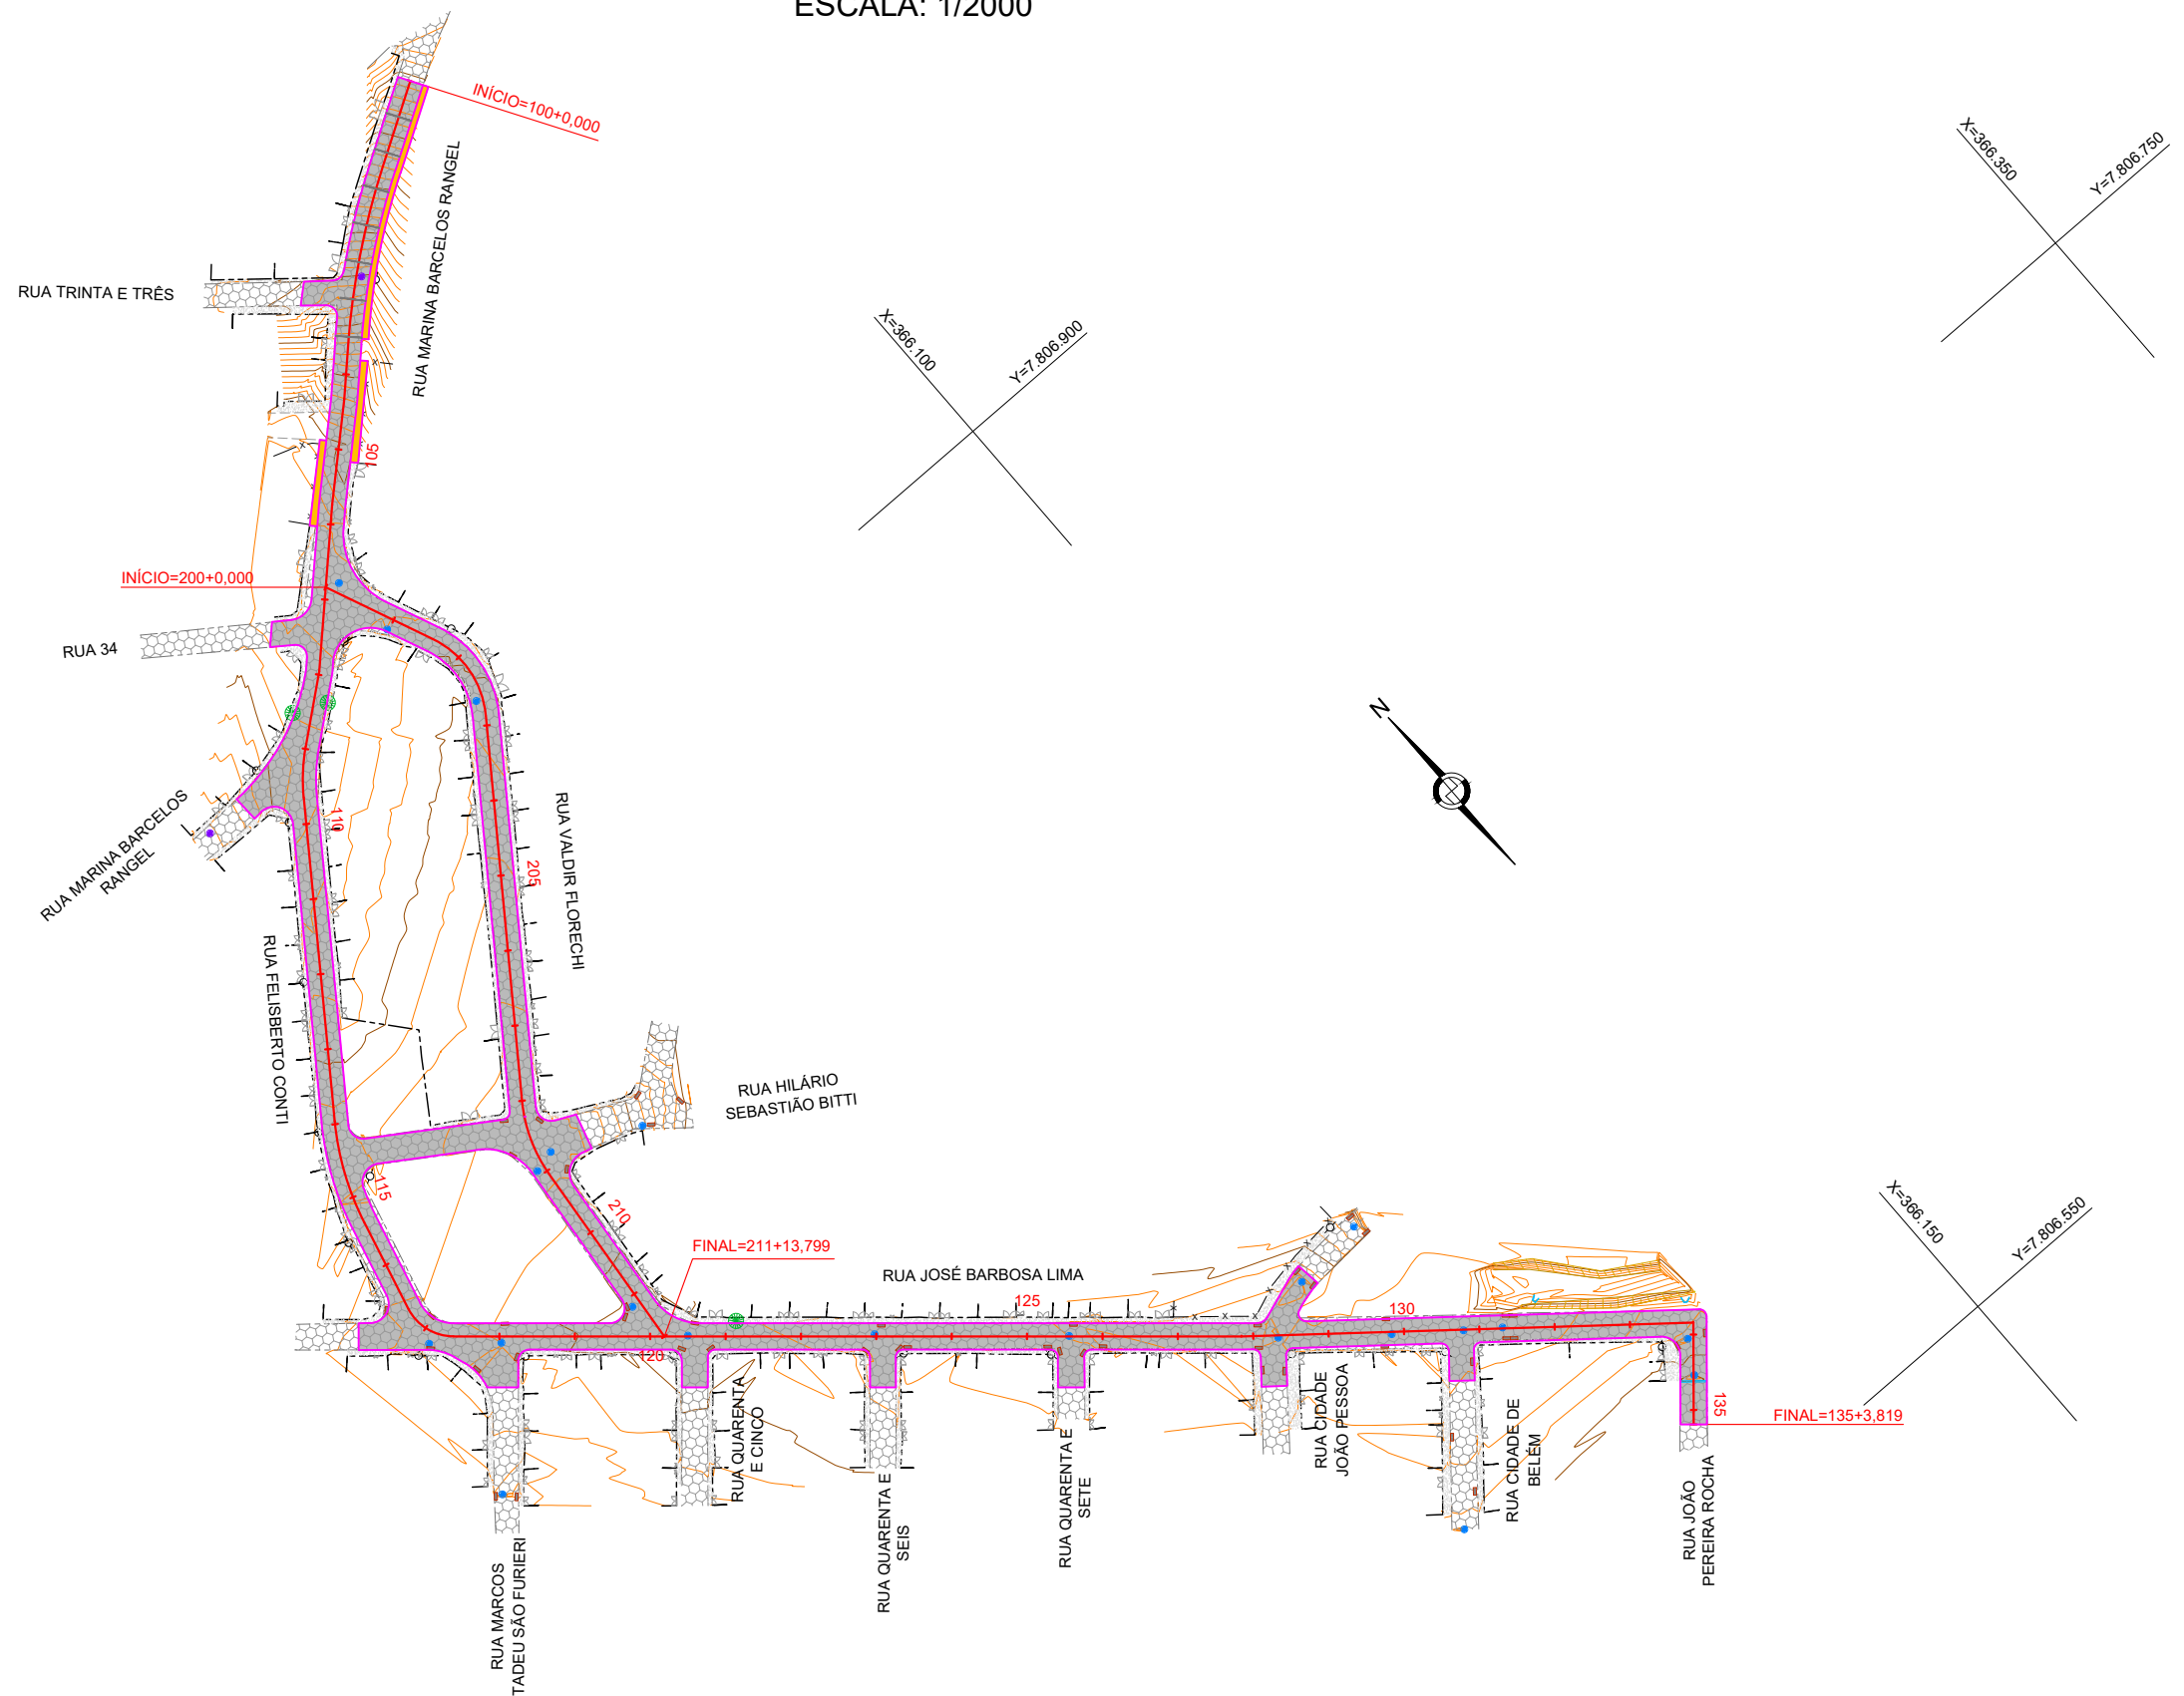 ESCALA: 1/2000
INÍCIO=100+0,000
RUA MARINA BARCELOS RANGEL
X=366.350
Y=7.806.750
RUA TRINTA E TRÊS
X=366.100
Y=7.806.900
105
INÍCIO=200+0,000
RUA 34
N
RUA MARINA BARCELOS
RANGEL
110
205
RUA VALDIR FLORECHI
RUA FELISBERTO CONTI
RUA HILÁRIO
SEBASTIÃO BITTI
115
210
X=366.150
Y=7.806.550
FINAL=211+13,799
RUA JOSÉ BARBOSA LIMA
125
130
120
135
FINAL=135+3,819
RUA MARCOS
TADEU SÃO FURIERI
RUA QUARENTA
E CINCO
RUA QUARENTA E
SEIS
RUA QUARENTA E
SETE
RUA CIDADE
JOÃO PESSOA
RUA CIDADE DE
BELÉM
RUA JOÃO
PEREIRA ROCHA